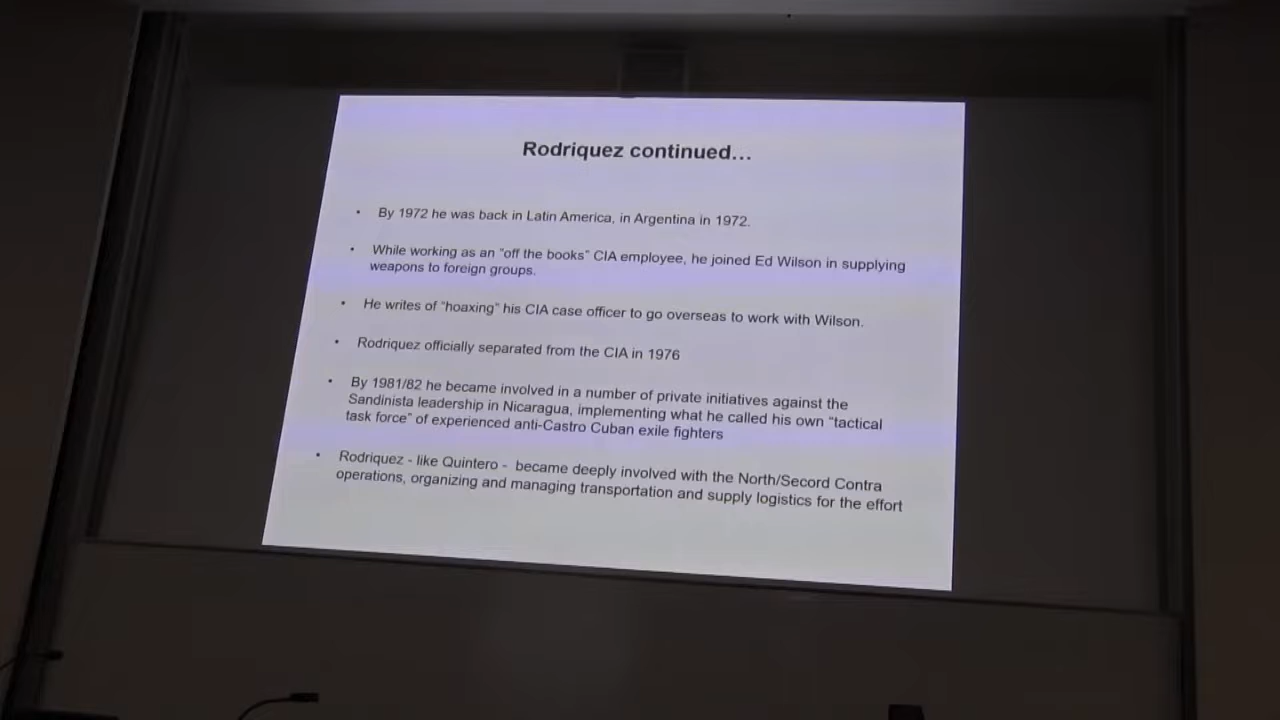 Rodriquez continued…
• By 1972 he was back in Latin America, in Argentina in 1972.
• While working as an “off the books” CIA employee, he joined Ed Wilson in supplying
weapons to foreign groups.
• He writes of “hoaxing” his CIA case officer to go overseas to work with Wilson.
• Rodriquez officially separated from the CIA in 1976
• By 1981/82 he became involved in a number of private initiatives against the
Sandinista leadership in Nicaragua, implementing what he called his own “tactical
task force” of experienced anti-Castro Cuban exile fighters
• Rodriquez - like Quintero - became deeply involved with the North/Secord Contra
operations, organizing and managing transportation and supply logistics for the effort